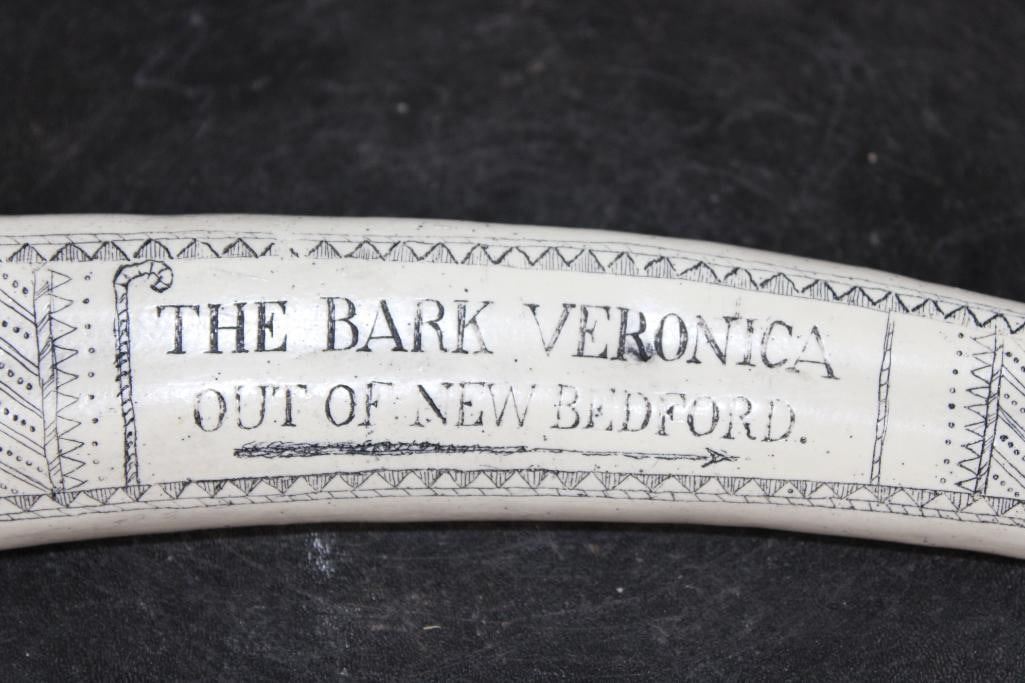 THE BARK VERONICA
OUT OF NEW BEDFORD.